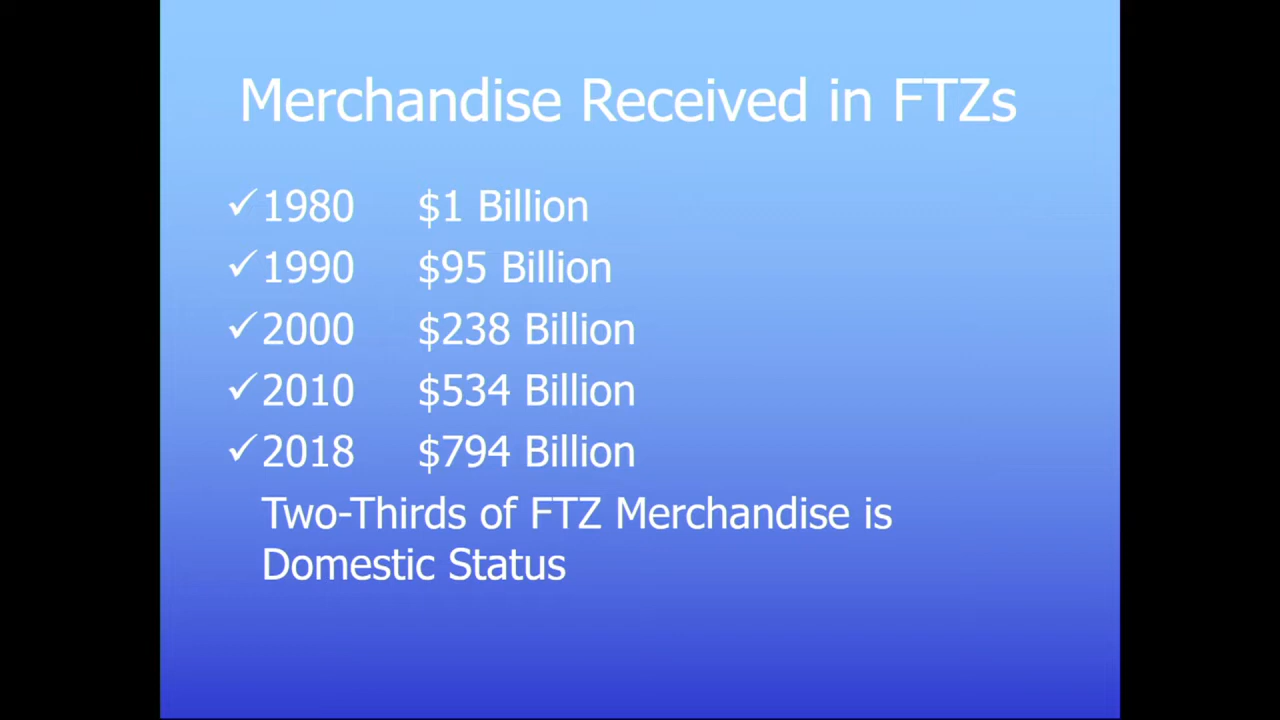 Merchandise Received in FTZs
✓1980 $1 Billion
✓1990 $95 Billion
✓2000 $238 Billion
✓2010 $534 Billion
✓2018 $794 Billion
Two-Thirds of FTZ Merchandise is
Domestic Status